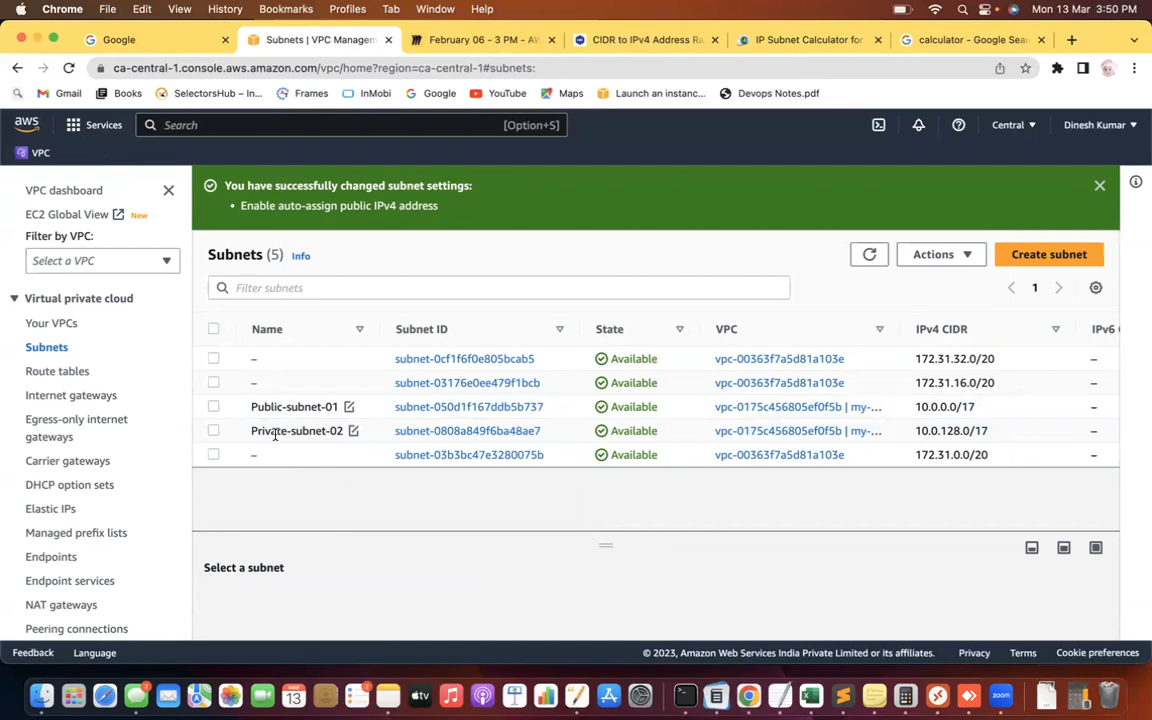 Chrome File Edit View History Bookmarks Profiles Tab Window Help Mon 13 Mar 3:50 PM
Google Subnets | VPC Managem February 06 - 3 PM - AW CIDR to IPv4 Address Ra IP Subnet Calculator for calculator - Google Sear
ca-central-1.console.aws.amazon.com/vpc/home?region=ca-central-1#subnets:
Gmail Books SelectorsHub – In... Frames InMobi Google YouTube Maps Launch an instanc... Devops Notes.pdf
aws Services Search [Option+S] Central Dinesh Kumar
VPC
VPC dashboard
EC2 Global View New
Filter by VPC:
Select a VPC
Virtual private cloud
Your VPCs
Subnets
Route tables
Internet gateways
Egress-only internet
gateways
Carrier gateways
DHCP option sets
Elastic IPs
Managed prefix lists
Endpoints
Endpoint services
NAT gateways
Peering connections
You have successfully changed subnet settings:
• Enable auto-assign public IPv4 address
Subnets (5) Info Actions Create subnet
Filter subnets 1
Name Subnet ID State VPC IPv4 CIDR IPv6
– subnet-0cf1f6f0e805bcab5 Available vpc-00363f7a5d81a103e 172.31.32.0/20 –
– subnet-03176e0ee479f1bcb Available vpc-00363f7a5d81a103e 172.31.16.0/20 –
Public-subnet-01 subnet-050d1f167ddb5b737 Available vpc-0175c456805ef0f5b | my-... 10.0.0.0/17 –
Private-subnet-02 subnet-0808a849f6ba48ae7 Available vpc-0175c456805ef0f5b | my-... 10.0.128.0/17 –
– subnet-03b3bc47e3280075b Available vpc-00363f7a5d81a103e 172.31.0.0/20 –
Select a subnet
Feedback Language © 2023, Amazon Web Services India Private Limited or its affiliates. Privacy Terms Cookie preferences
MAR
13
tv
zoom